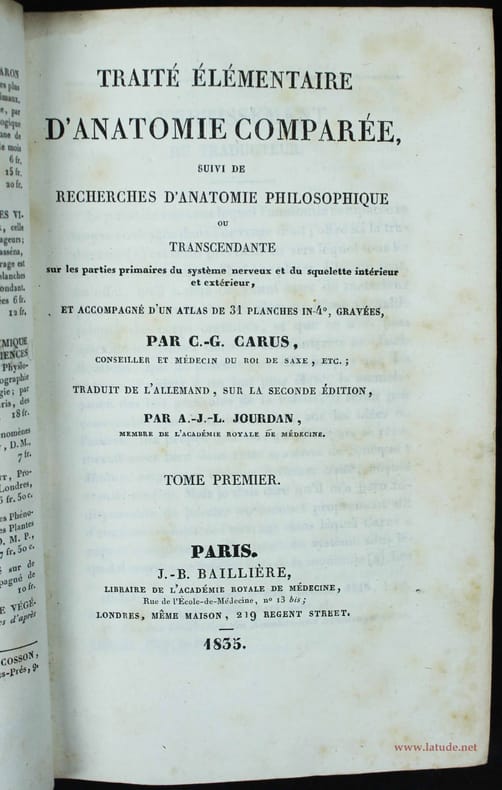 TRAITÉ ÉLÉMENTAIRE
D'ANATOMIE COMPARÉE,
SUIVI DE
RECHERCHES D'ANATOMIE PHILOSOPHIQUE
OU
TRANSCENDANTE
sur les parties primaires du système nerveux et du squelette intérieur
et extérieur,
ET ACCOMPAGNÉ D'UN ATLAS DE 31 PLANCHES IN-4°, GRAVÉES,
PAR C.-G. CARUS,
CONSEILLER ET MÉDECIN DU ROI DE SAXE, ETC.;
TRADUIT DE L'ALLEMAND, SUR LA SECONDE ÉDITION,
PAR A.-J.-L. JOURDAN,
MEMBRE DE L'ACADÉMIE ROYALE DE MÉDECINE.
TOME PREMIER.
PARIS.
J.-B. BAILLIÈRE,
LIBRAIRE DE L'ACADÉMIE ROYALE DE MÉDECINE,
Rue de l'École-de-Médecine, n° 13 bis;
LONDRES, MÊME MAISON, 219 REGENT STREET.
1835.
www.latude.net